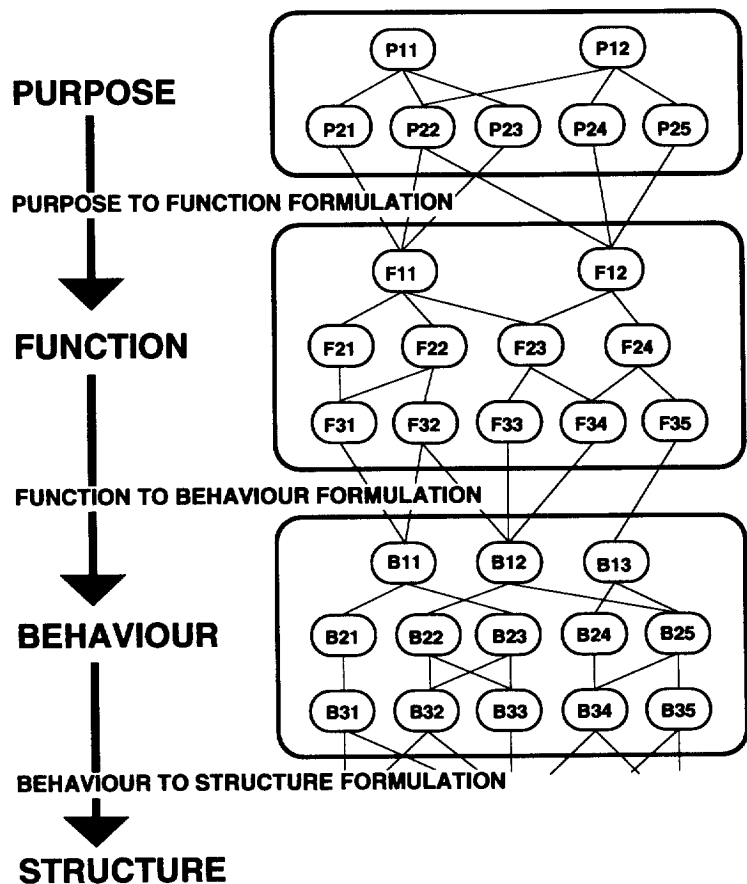 P11 P12
PURPOSE
P21 P22 P23 P24 P25
PURPOSE TO FUNCTION FORMULATION
F11 F12
FUNCTION
F21 F22 F23 F24
F31 F32 F33 F34 F35
FUNCTION TO BEHAVIOUR FORMULATION
B11 B12 B13
BEHAVIOUR
B21 B22 B23 B24 B25
B31 B32 B33 B34 B35
BEHAVIOUR TO STRUCTURE FORMULATION
STRUCTURE